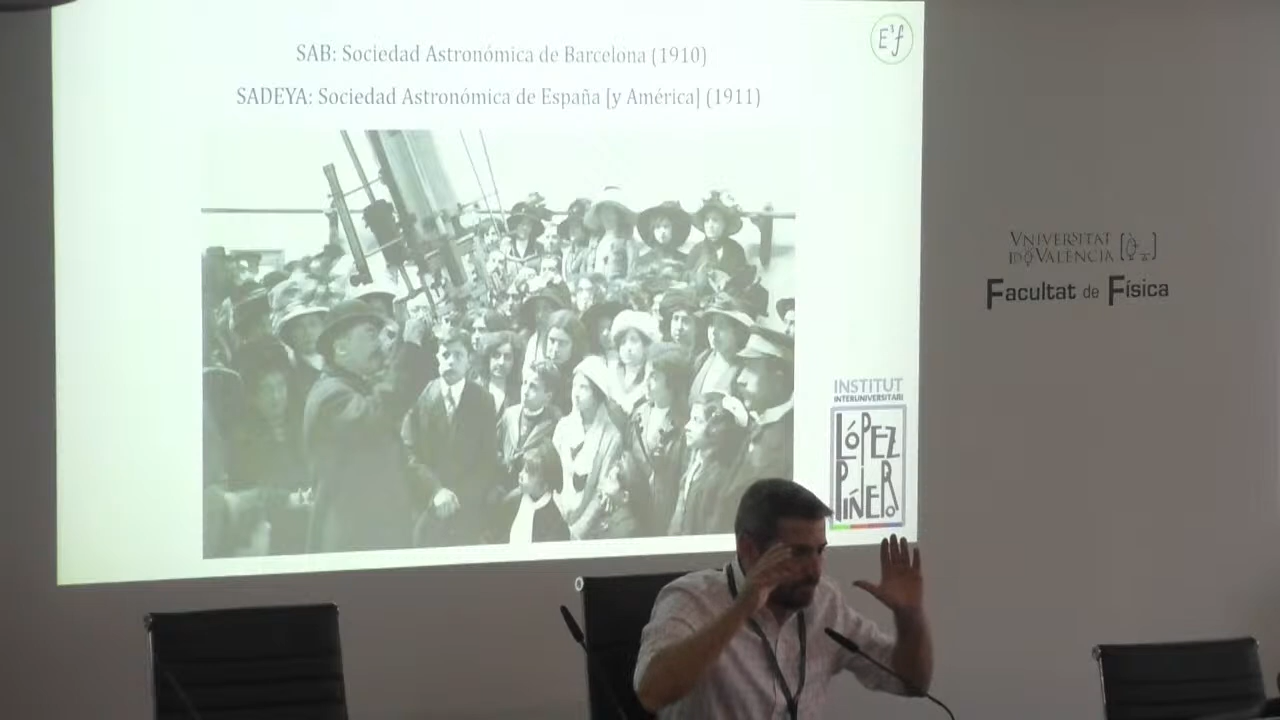 SAB: Sociedad Astronómica de Barcelona (1910)
SADEYA: Sociedad Astronómica de España [y América] (1911)
E³f
VNIVERSITAT
DE VALÈNCIA
Facultat de Física
INSTITUT
INTERUNIVERSITARI
LÓPEZ
PIÑERO